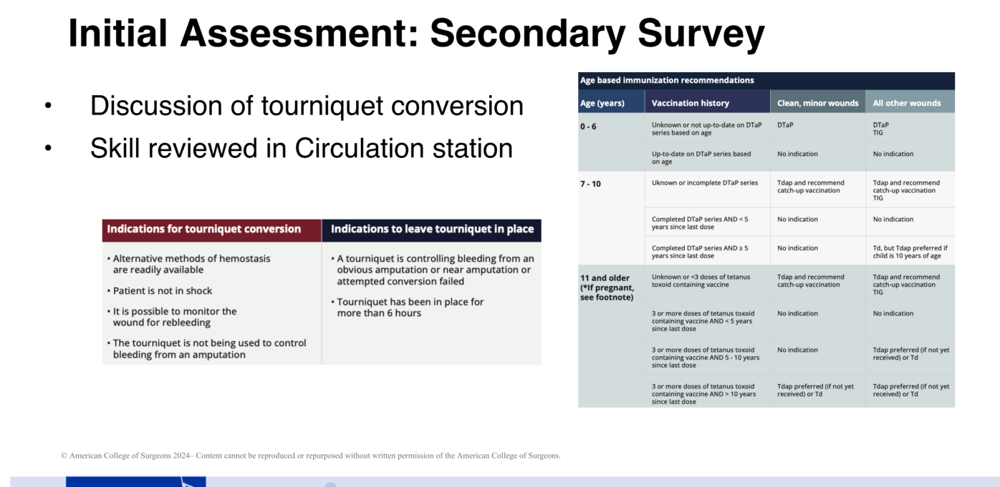 Initial Assessment: Secondary Survey
• Discussion of tourniquet conversion
• Skill reviewed in Circulation station
Indications for tourniquet conversion
• Alternative methods of hemostasis
are readily available
• Patient is not in shock
• It is possible to monitor the
wound for rebleeding
• The tourniquet is not being used to control
bleeding from an amputation
Indications to leave tourniquet in place
• A tourniquet is controlling bleeding from an
obvious amputation or near amputation or
attempted conversion failed
• Tourniquet has been in place for
more than 6 hours
Age based immunization recommendations
Age (years) Vaccination history Clean, minor wounds All other wounds
0 - 6
Unknown or not up-to-date on DTaP
series based on age
DTaP
DTaP
TIG
Up-to-date on DTaP series based
on age
No indication
No indication
7 - 10
Uknown or incomplete DTaP series
Tdap and recommend
catch-up vaccination
Tdap and recommend
catch-up vaccination
TIG
Completed DTaP series AND < 5
years since last dose
No indication
No indication
Completed DTaP series AND ≥ 5
years since last dose
No indication
Td, but Tdap preferred if
child is 10 years of age
11 and older
(*If pregnant,
see footnote)
Unknown or <3 doses of tetanus
toxoid containing vaccine
Tdap and recommend
catch-up vaccination
Tdap and recommend
catch-up vaccination
TIG
3 or more doses of tetanus toxoid
containing vaccine AND < 5 years
since last dose
No indication
No indication
3 or more doses of tetanus toxoid
containing vaccine AND 5 - 10 years
since last dose
No indication
Tdap preferred (if not yet
received) or Td
3 or more doses of tetanus toxoid
containing vaccine AND > 10 years
since last dose
Tdap preferred (if not yet
received) or Td
Tdap preferred (if not yet
received) or Td
© American College of Surgeons 2024– Content cannot be reproduced or repurposed without written permission of the American College of Surgeons.